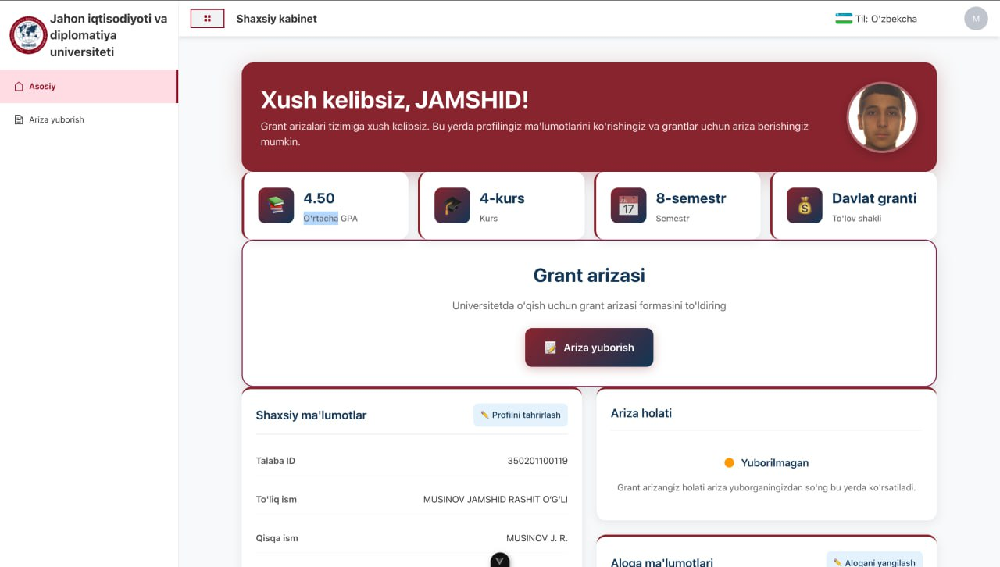 Jahon iqtisodiyoti va
diplomatiya
universiteti
Shaxsiy kabinet
Til: O'zbekcha
M
Asosiy
Ariza yuborish
Xush kelibsiz, JAMSHID!
Grant arizalari tizimiga xush kelibsiz. Bu yerda profilingiz ma'lumotlarini ko'rishingiz va grantlar uchun ariza berishingiz
mumkin.
4.50
O'rtacha GPA
4-kurs
Kurs
17
8-semestr
Semestr
Davlat granti
To'lov shakli
Grant arizasi
Universitetda o'qish uchun grant arizasi formasini to'ldiring
Ariza yuborish
Shaxsiy ma'lumotlar
Profilni tahrirlash
Talaba ID
350201100119
To'liq ism
MUSINOV JAMSHID RASHIT O'G'LI
Qisqa ism
MUSINOV J. R.
Ariza holati
Yuborilmagan
Grant arizangiz holati ariza yuborganingizdan so'ng bu yerda ko'rsatiladi.
Aloqa ma'lumotlari
Aloqani yangilash